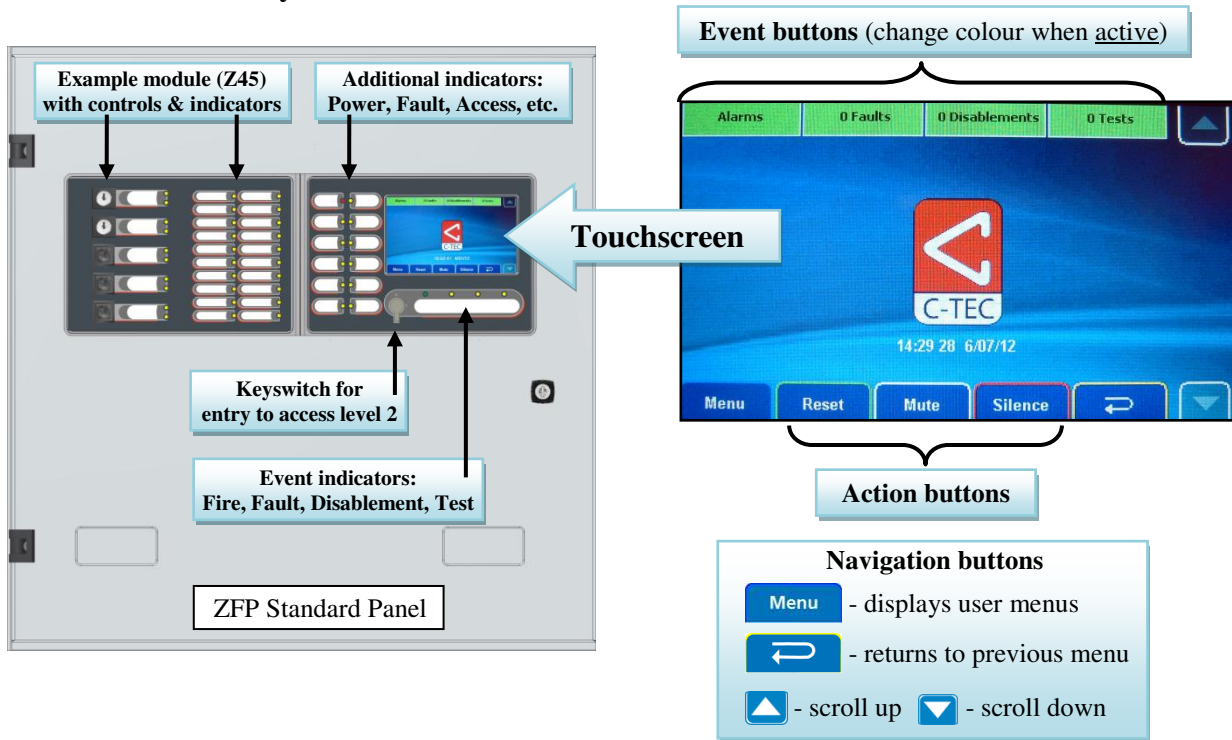 Event buttons (change colour when active)
Example module (Z45)
with controls & indicators
Additional indicators:
Power, Fault, Access, etc.
Alarms
0 Faults
0 Disablements
0 Tests
Touchscreen
C-TEC
14:29 28 6/07/12
Menu
Reset
Mute
Silence
Action buttons
Keyswitch for
entry to access level 2
Event indicators:
Fire, Fault, Disablement, Test
ZFP Standard Panel
Navigation buttons
Menu - displays user menus
- returns to previous menu
- scroll up - scroll down